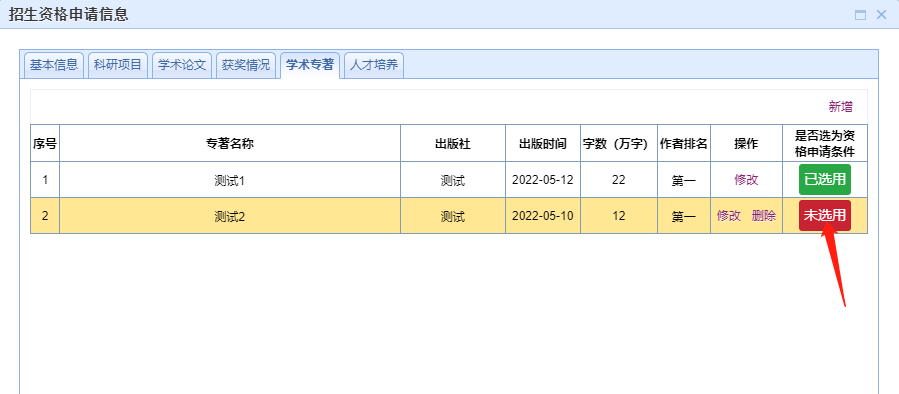 招生资格申请信息
基本信息 科研项目 学术论文 获奖情况 学术专著 人才培养
新增
序号 专著名称 出版社 出版时间 字数（万字） 作者排名 操作 是否选为资
格申请条件
1 测试1 测试 2022-05-12 22 第一 修改 已选用
2 测试2 测试 2022-05-10 12 第一 修改 删除 未选用